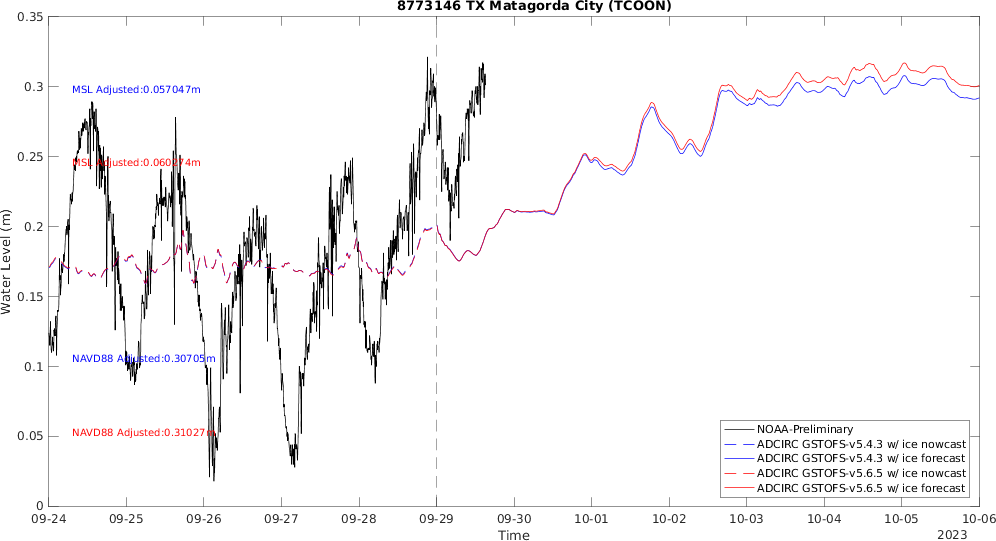 8773146 TX Matagorda City (TCOON)
Water Level (m)
0.35
0.3
0.25
0.2
0.15
0.1
0.05
0
MSL Adjusted:0.057047m
MSL Adjusted:0.060274m
NAVD88 Adjusted:0.30705m
NAVD88 Adjusted:0.31027m
NOAA-Preliminary
ADCIRC GSTOFS-v5.4.3 w/ ice nowcast
ADCIRC GSTOFS-v5.4.3 w/ ice forecast
ADCIRC GSTOFS-v5.6.5 w/ ice nowcast
ADCIRC GSTOFS-v5.6.5 w/ ice forecast
09-24 09-25 09-26 09-27 09-28 09-29 09-30 10-01 10-02 10-03 10-04 10-05 10-06
Time
2023